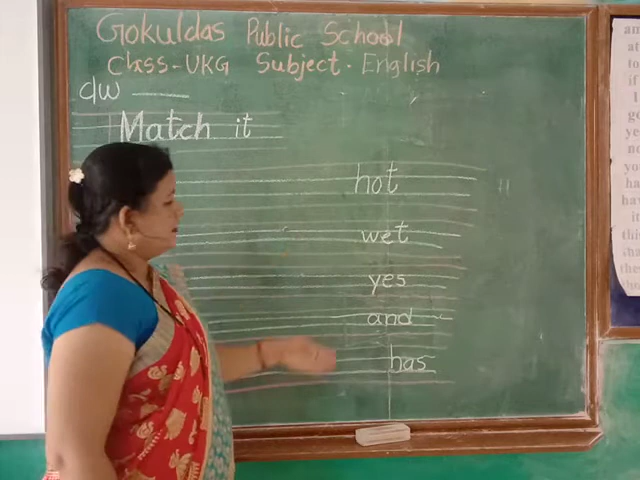 Gokuldas Public School
Class-UKG Subject. English
c/w
Match it
hot
wet
yes
and
has